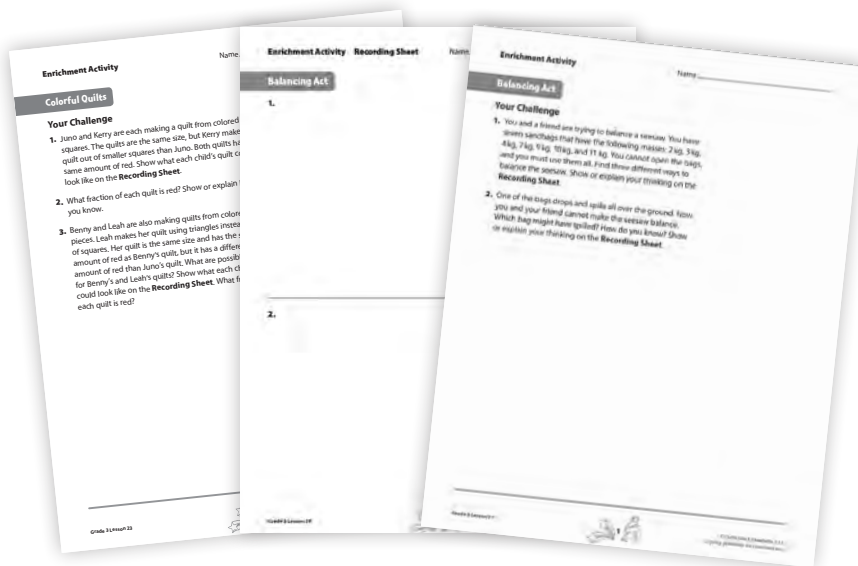 Enrichment Activity
Name
Colorful Quilts
Your Challenge
1. Juno and Kerry are each making a quilt from colored
squares. The quilts are the same size, but Kerry make
quilt out of smaller squares than Juno. Both quilts ha
same amount of red. Show what each child's quilt c
look like on the Recording Sheet.
2. What fraction of each quilt is red? Show or explain
you know.
3. Benny and Leah are also making quilts from colore
pieces. Leah makes her quilt using triangles instea
of squares. Her quilt is the same size and has the
amount of red as Benny's quilt, but it has a differe
amount of red than Juno's quilt. What are possib
for Benny's and Leah's quilts? Show what each ch
could look like on the Recording Sheet. What f
each quilt is red?
Grade 3 Lesson 23
Enrichment Activity Recording Sheet
Name
Balancing Act
1.
2.
Enrichment Activity
Name
Balancing Act
Your Challenge
1. You and a friend are trying to balance a seesaw. You have
seven sandbags that have the following masses: 2 kg, 3 kg,
4 kg, 7 kg, 9 kg, 10 kg, and 11 kg. You cannot open the bags,
and you must use them all. Find three different ways to
balance the seesaw. Show or explain your thinking on the
Recording Sheet.
2. One of the bags drops and spills all over the ground. Now
you and your friend cannot make the seesaw balance.
Which bag might have spilled? How do you know? Show
or explain your thinking on the Recording Sheet.